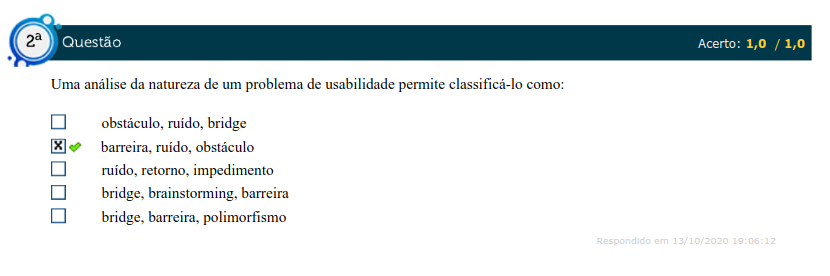 2ª Questão Acerto: 1,0 / 1,0
Uma análise da natureza de um problema de usabilidade permite classificá-lo como:
obstáculo, ruído, bridge
barreira, ruído, obstáculo
ruído, retorno, impedimento
bridge, brainstorming, barreira
bridge, barreira, polimorfismo
Respondido em 13/10/2020 19:06:12